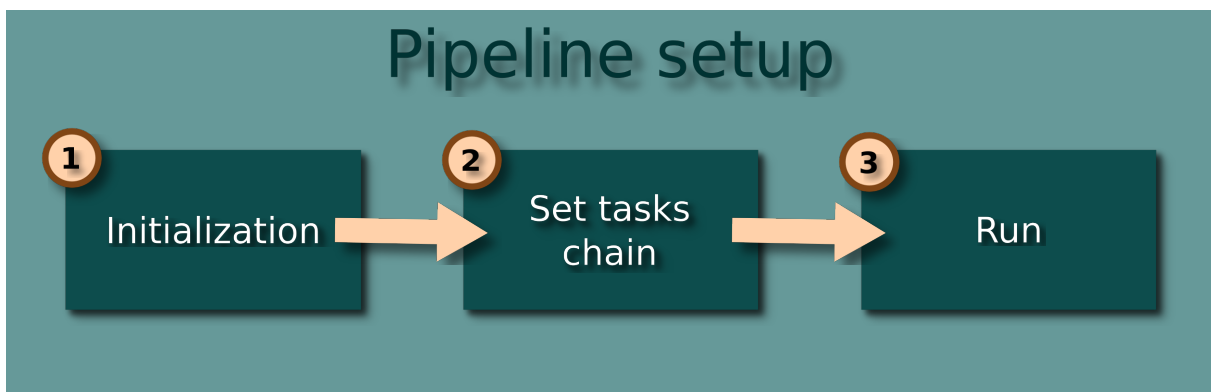 Pipeline setup
1
Initialization
2
Set tasks
chain
3
Run